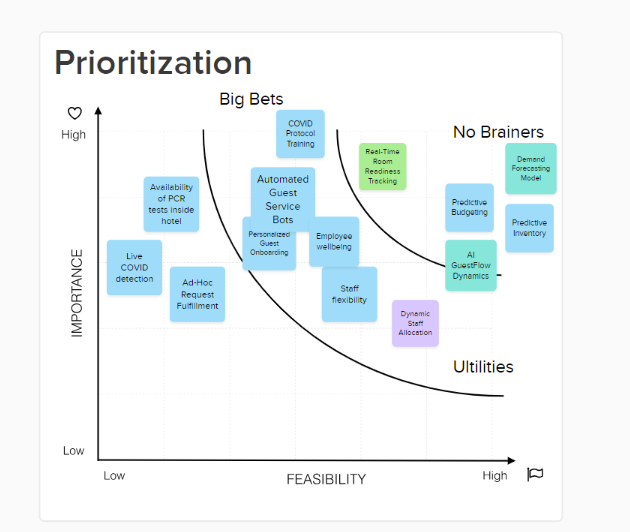 Prioritization
Big Bets
High
No Brainers
COVID
Protocol
Training
Real-Time
Room
Readiness
Tracking
Demand
Forecasting
Model
Automated
Guest
Service
Bots
Availability
of PCR
tests inside
hotel
Predictive
Budgeting
Predictive
Inventory
Personalized
Guest
Onboarding
Employee
wellbeing
Live
COVID
detection
AI
GuestFlow
Dynamics
Ad-Hoc
Request
Fulfillment
Staff
flexibility
Dynamic
Staff
Allocation
IMPORTANCE
Ultilities
Low
Low
FEASIBILITY
High